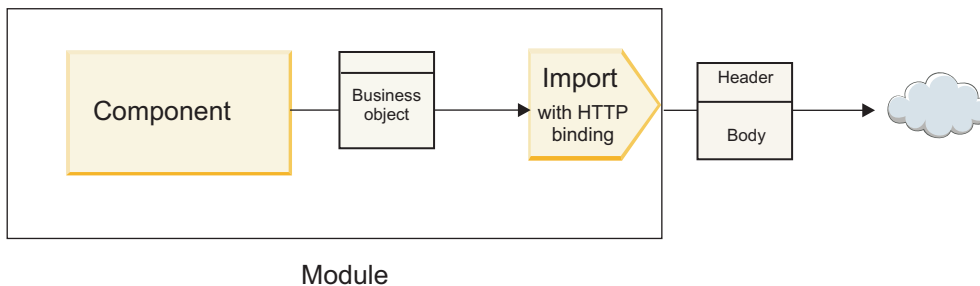 Component
Business
object
Import
with HTTP
binding
Header
Body
Module